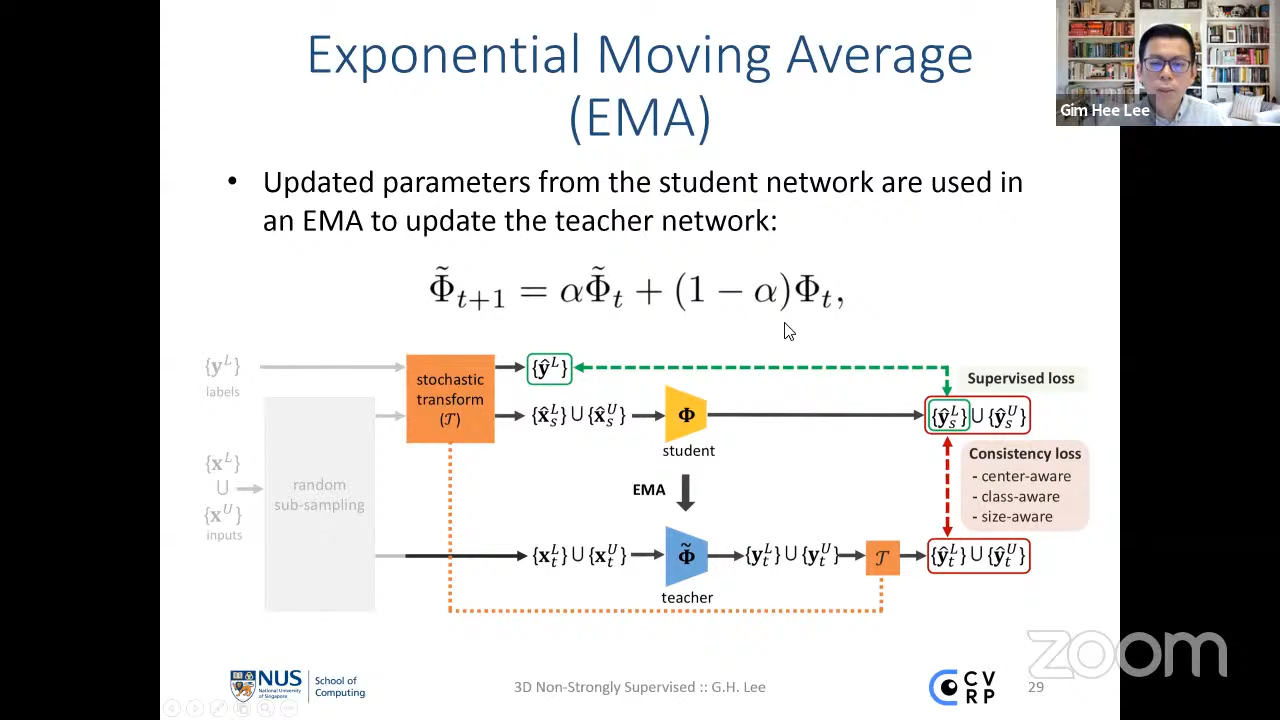 Exponential Moving Average
(EMA)
Gim Hee Lee
• Updated parameters from the student network are used in
an EMA to update the teacher network:
Φ̃ₜ₊₁ = αΦ̃ₜ + (1 − α)Φₜ,
{y^L}
labels
stochastic
transform
(𝒯)
{ŷ^L}
Supervised loss
{x̂_s^L} ∪ {x̂_s^U}
Φ
student
{ŷ_s^L} ∪ {ŷ_s^U}
{x^L}
∪
{x^U}
inputs
random
sub-sampling
EMA
Consistency loss
- center-aware
- class-aware
- size-aware
{x_t^L} ∪ {x_t^U}
Φ̃
teacher
{y_t^L} ∪ {y_t^U}
𝒯
{ŷ_t^L} ∪ {ŷ_t^U}
zoom
NUS
National University
of Singapore
School of
Computing
3D Non-Strongly Supervised :: G.H. Lee
CV
RP
29